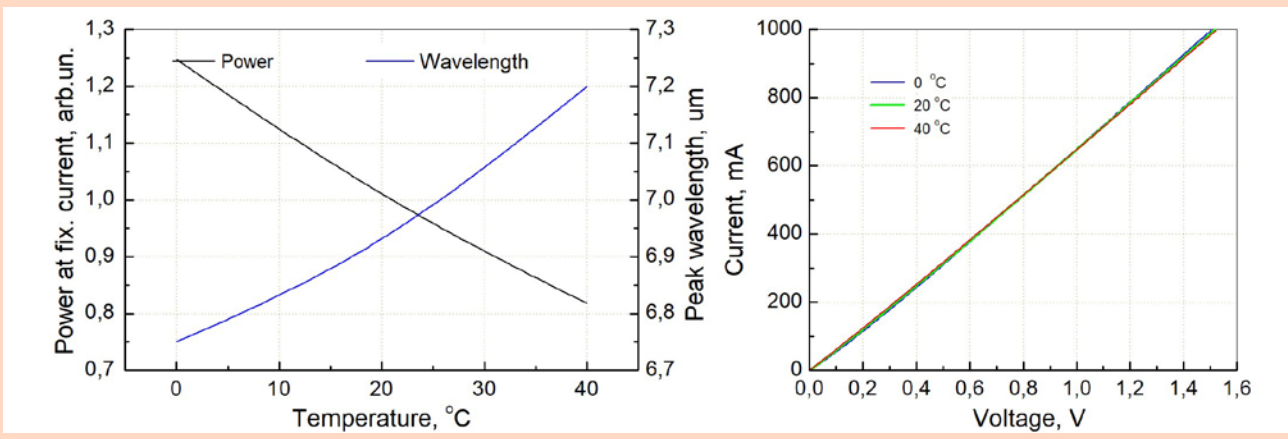 1,3
1,2
1,1
1,0
0,9
0,8
0,7
Power at fix. current, arb.un.
Power
Wavelength
7,3
7,2
7,1
7,0
6,9
6,8
6,7
Peak wavelength, um
0 10 20 30 40
Temperature, °C
1000
800
600
400
200
0
Current, mA
0 °C
20 °C
40 °C
0,0 0,2 0,4 0,6 0,8 1,0 1,2 1,4 1,6
Voltage, V